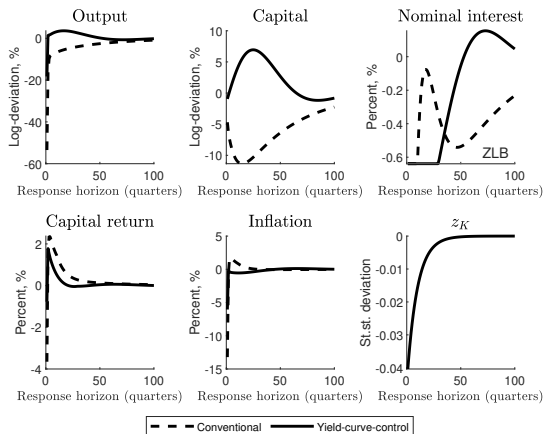 Output
Capital
Nominal interest
Log-deviation, %
0
-20
-40
-60
0
50
100
Response horizon (quarters)
Log-deviation, %
5
0
-5
-10
0
50
100
Response horizon (quarters)
Percent, %
0
-0.2
-0.4
-0.6
ZLB
0
50
100
Response horizon (quarters)
Capital return
Inflation
z_K
Percent, %
2
0
-2
-4
0
50
100
Response horizon (quarters)
Percent, %
5
0
-5
-10
-15
0
50
100
Response horizon (quarters)
St.st. deviation
0
-0.01
-0.02
-0.03
-0.04
0
50
100
Response horizon (quarters)
Conventional
Yield-curve-control